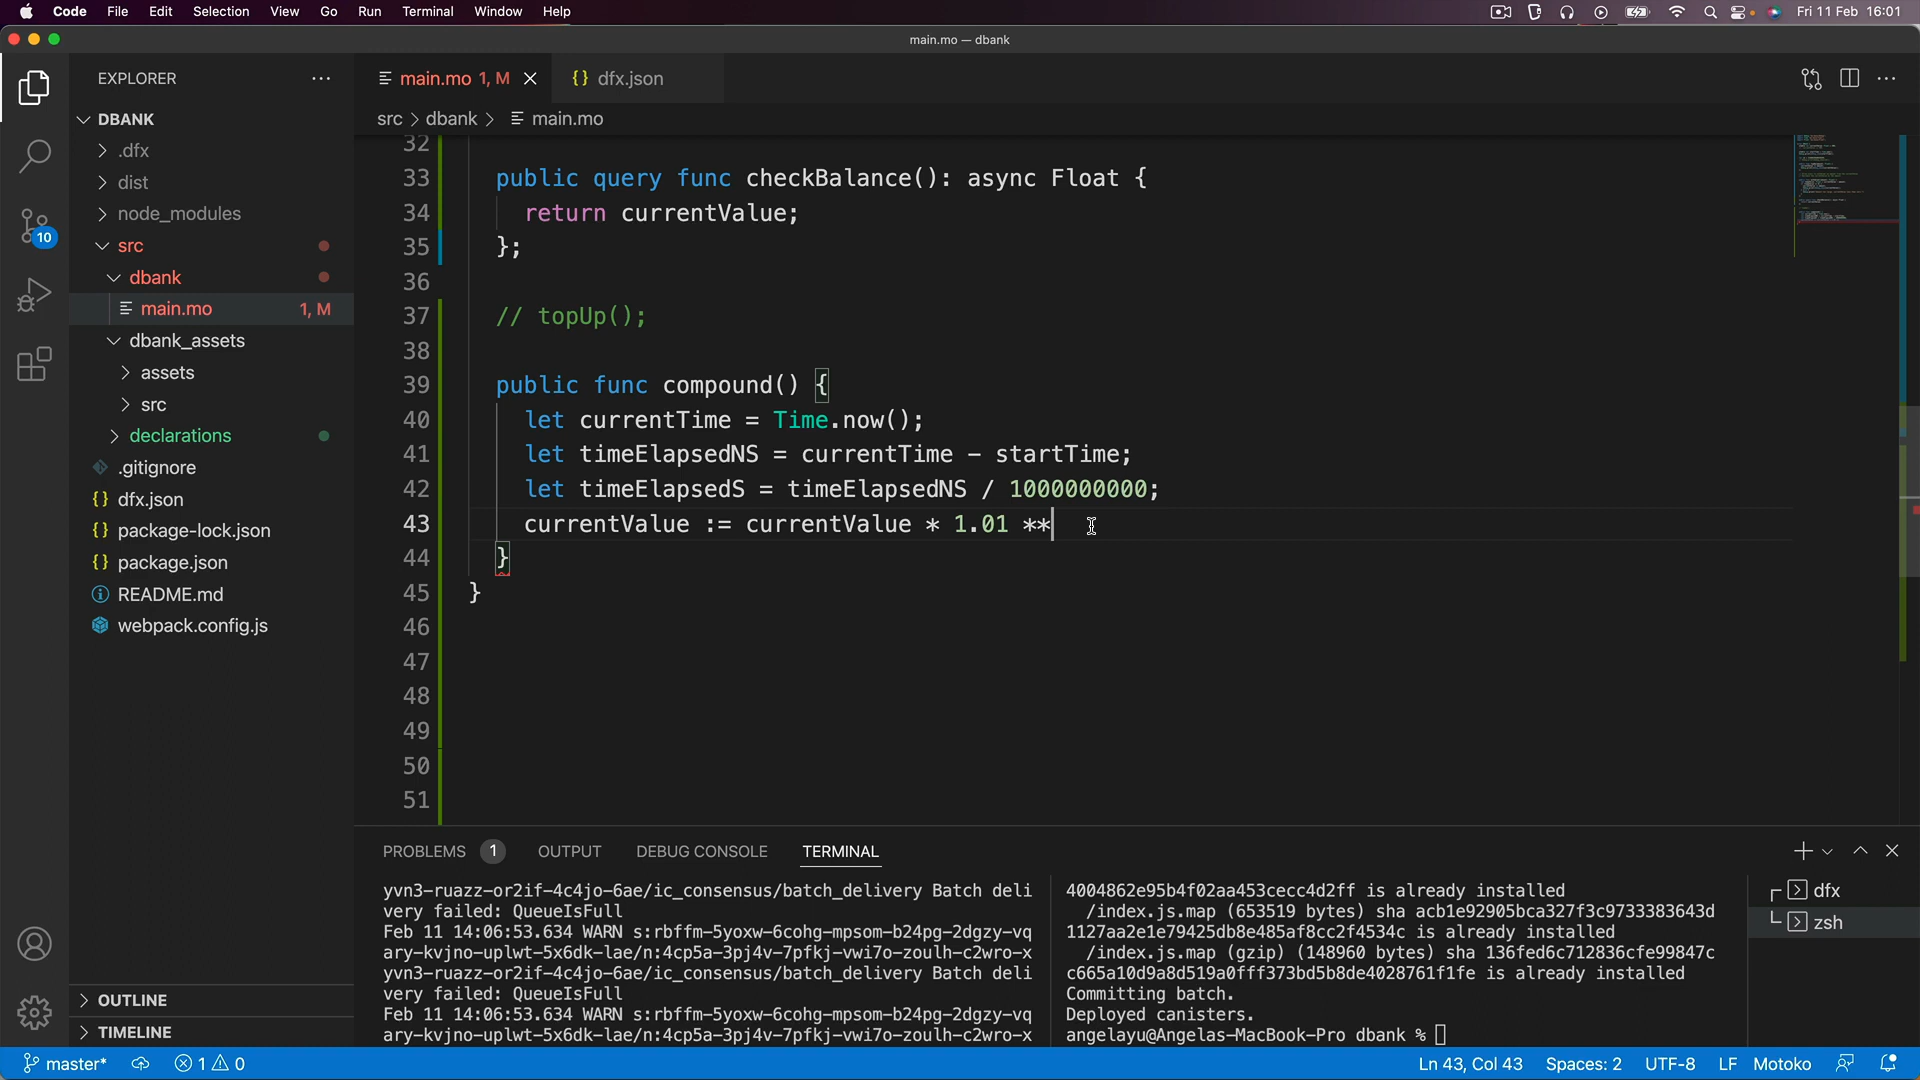 Code File Edit Selection View Go Run Terminal Window Help Fri 11 Feb 16:01
main.mo — dbank
EXPLORER
main.mo 1, M
{} dfx.json
DBANK
src > dbank > main.mo
.dfx
dist
node_modules
src
dbank
main.mo 1, M
dbank_assets
assets
src
declarations
.gitignore
{} dfx.json
{} package-lock.json
{} package.json
README.md
webpack.config.js
OUTLINE
TIMELINE
10
32
33 public query func checkBalance(): async Float {
34 return currentValue;
35 };
36
37 // topUp();
38
39 public func compound() {
40 let currentTime = Time.now();
41 let timeElapsedNS = currentTime - startTime;
42 let timeElapsedS = timeElapsedNS / 1000000000;
43 currentValue := currentValue * 1.01 **
44 }
45 }
46
47
48
49
50
51
PROBLEMS 1 OUTPUT DEBUG CONSOLE TERMINAL
yvn3-ruazz-or2if-4c4jo-6ae/ic_consensus/batch_delivery Batch deli
very failed: QueueIsFull
Feb 11 14:06:53.634 WARN s:rbffm-5yoxw-6cohg-mpsom-b24pg-2dgzy-vq
ary-kvjno-uplwt-5x6dk-lae/n:4cp5a-3pj4v-7pfkj-vwi7o-zoulh-c2wro-x
yvn3-ruazz-or2if-4c4jo-6ae/ic_consensus/batch_delivery Batch deli
very failed: QueueIsFull
Feb 11 14:06:53.634 WARN s:rbffm-5yoxw-6cohg-mpsom-b24pg-2dgzy-vq
ary-kvjno-uplwt-5x6dk-lae/n:4cp5a-3pj4v-7pfkj-vwi7o-zoulh-c2wro-x
4004862e95b4f02aa453cecc4d2ff is already installed
/index.js.map (653519 bytes) sha acb1e92905bca327f3c9733383643d
1127aa2e1e79425db8e485af8cc2f4534c is already installed
/index.js.map (gzip) (148960 bytes) sha 136fed6c712836cfe99847c
c665a10d9a8d519a0fff373bd5b8de4028761f1fe is already installed
Committing batch.
Deployed canisters.
angelayu@Angelas-MacBook-Pro dbank %
dfx
zsh
master* 1 0 Ln 43, Col 43 Spaces: 2 UTF-8 LF Motoko